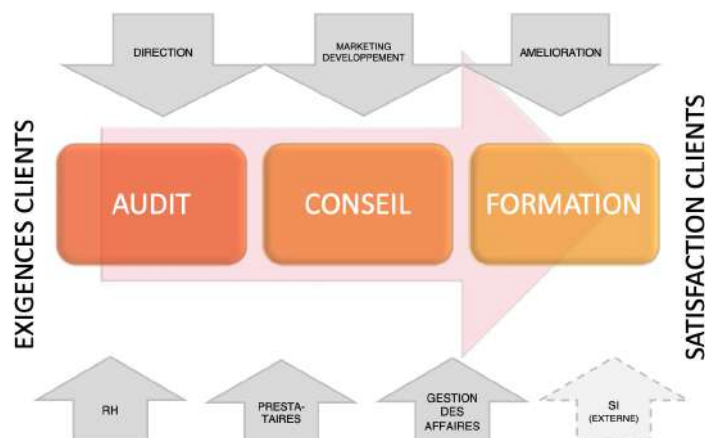 DIRECTION
MARKETING
DEVELOPPEMENT
AMELIORATION
EXIGENCES CLIENTS
AUDIT
CONSEIL
FORMATION
SATISFACTION CLIENTS
RH
PRESTA-
TAIRES
GESTION
DES
AFFAIRES
SI
(EXTERNE)